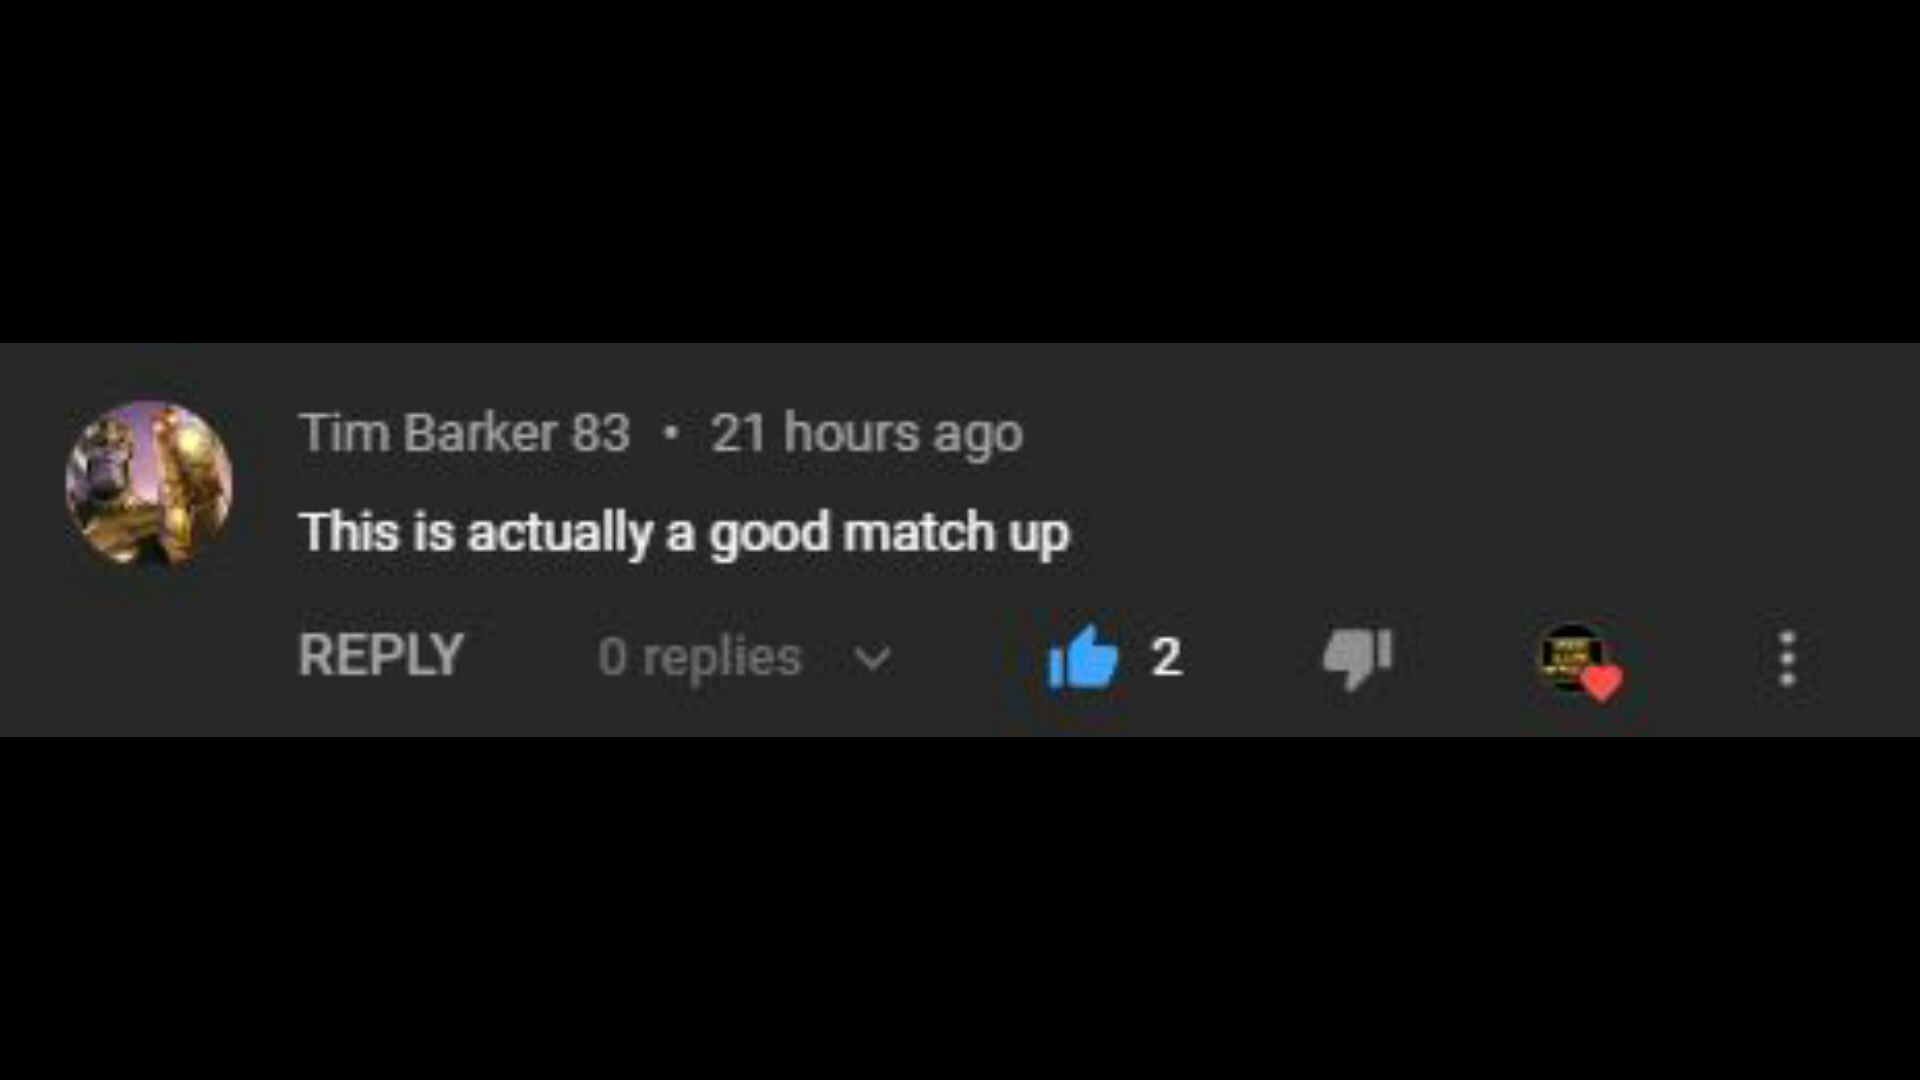 Tim Barker 83 • 21 hours ago
This is actually a good match up
REPLY 0 replies 2